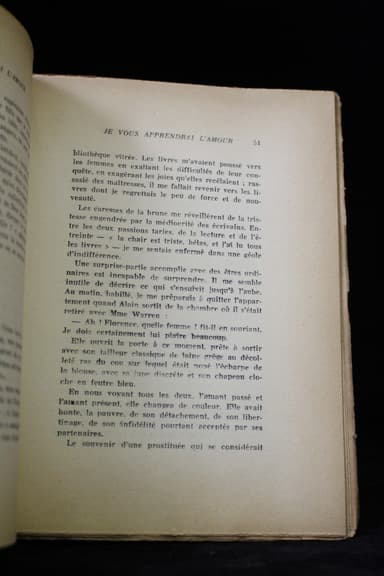 JE VOUS APPRENDRAI L'AMOUR 51
bliothèque vitrée. Les livres m'avaient poussé vers
les femmes en exaltant les difficultés de leur con-
quête, en exagérant les joies qu'elles recélaient ; ras-
sasié des maîtresses, il me fallait revenir vers les li-
vres dont je regrettais le peu de force et de nou-
veauté.
Les caresses de la brune me réveillèrent de la tris-
tesse engendrée par la médiocrité des écrivains. En-
tre les deux passions taries, de la lecture et de l'é-
treinte — « la chair est triste, hélas, et j'ai lu tous
les livres » — je me sentais enfermé dans une geôle
d'indifférence.
Une surprise-partie accomplie avec des êtres ordi-
naires est incapable de surprendre. Il me semble
inutile de décrire ce qui s'ensuivit jusqu'à l'aube.
Au matin, habillé, je me préparais à quitter l'appar-
tement quand Alain sortit de la chambre où il s'était
retiré avec Mme Warren :
— Ah ! Florence, quelle femme ! fit-il en souriant.
Je dois certainement lui plaire beaucoup.
Elle ouvrit la porte à ce moment, prête à sortir
avec son tailleur classique de laine grège au décol-
leté ras du cou sur lequel était noué l'écharpe de
la blouse, avec sa jupe discrète et son chapeau clo-
che en feutre bleu.
En nous voyant tous les deux, l'amant passé et
l'amant présent, elle changea de couleur. Elle avait
honte, la pauvre, de son détachement, de son liber-
tinage, de son infidélité pourtant acceptés par ses
partenaires.
Le souvenir d'une prostituée qui se considérait